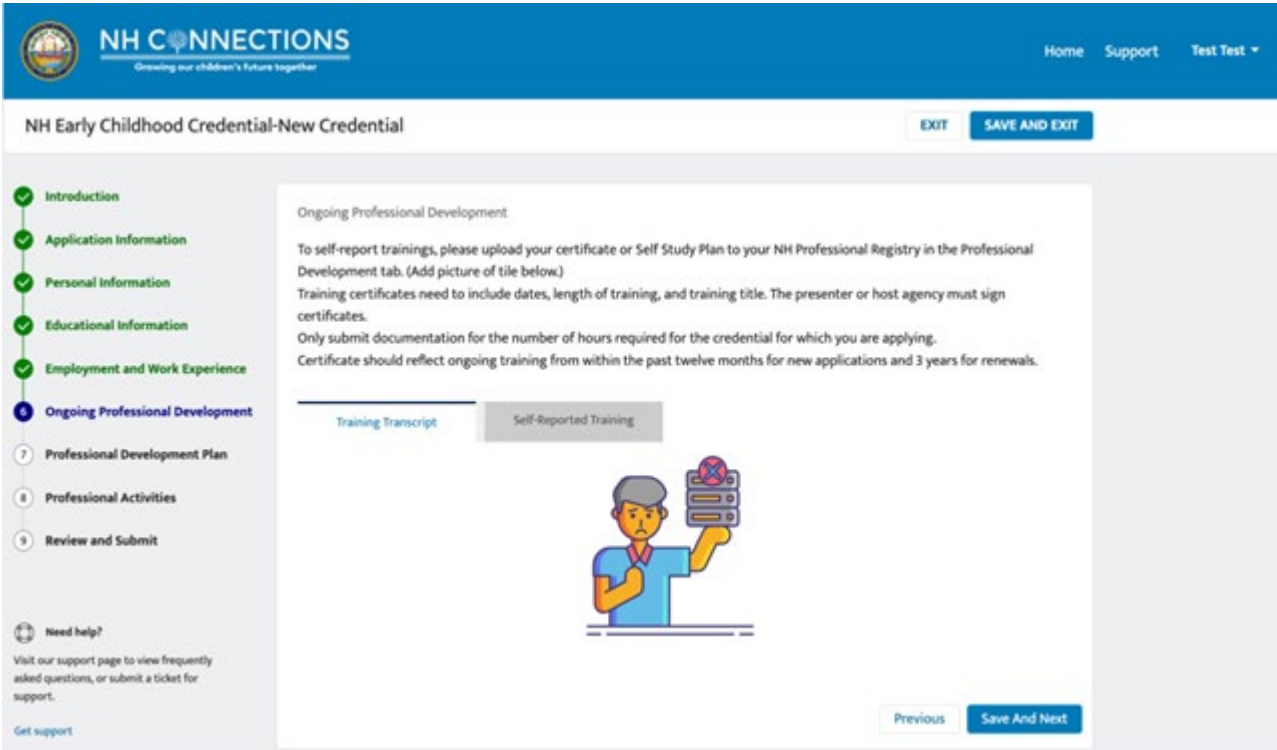 NH CONNECTIONS
Growing our children's future together
Home Support Test Test
NH Early Childhood Credential-New Credential
EXIT SAVE AND EXIT
Introduction
Application Information
Personal Information
Educational Information
Employment and Work Experience
6 Ongoing Professional Development
7 Professional Development Plan
8 Professional Activities
9 Review and Submit
Need help?
Visit our support page to view frequently
asked questions, or submit a ticket for
support.
Get support
Ongoing Professional Development
To self-report trainings, please upload your certificate or Self Study Plan to your NH Professional Registry in the Professional
Development tab. (Add picture of tile below.)
Training certificates need to include dates, length of training, and training title. The presenter or host agency must sign
certificates.
Only submit documentation for the number of hours required for the credential for which you are applying.
Certificate should reflect ongoing training from within the past twelve months for new applications and 3 years for renewals.
Training Transcript Self-Reported Training
Previous Save And Next